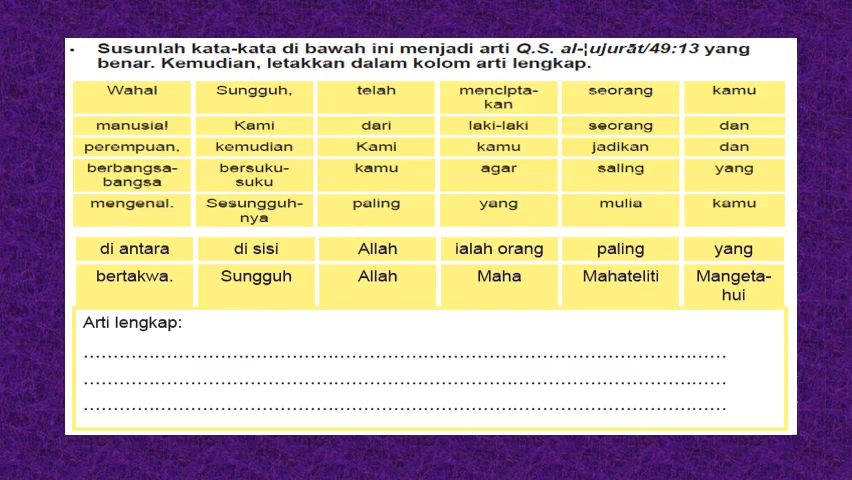 • Susunlah kata-kata di bawah ini menjadi arti Q.S. al-¦ujurāt/49:13 yang
benar. Kemudian, letakkan dalam kolom arti lengkap.
Wahai Sungguh, telah mencipta-kan seorang kamu
manusia! Kami dari laki-laki seorang dan
perempuan, kemudian Kami kamu jadikan dan
berbangsa-bangsa bersuku-suku kamu agar saling yang
mengenal. Sesungguh-nya paling yang mulia kamu
di antara di sisi Allah ialah orang paling yang
bertakwa. Sungguh Allah Maha Mahateliti Mangeta-hui
Arti lengkap: